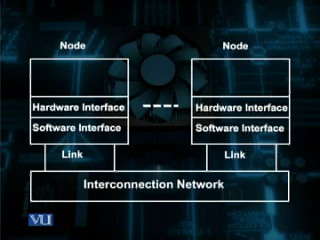 Node Node
Hardware Interface Hardware Interface
Software Interface Software Interface
Link Link
Interconnection Network
VU